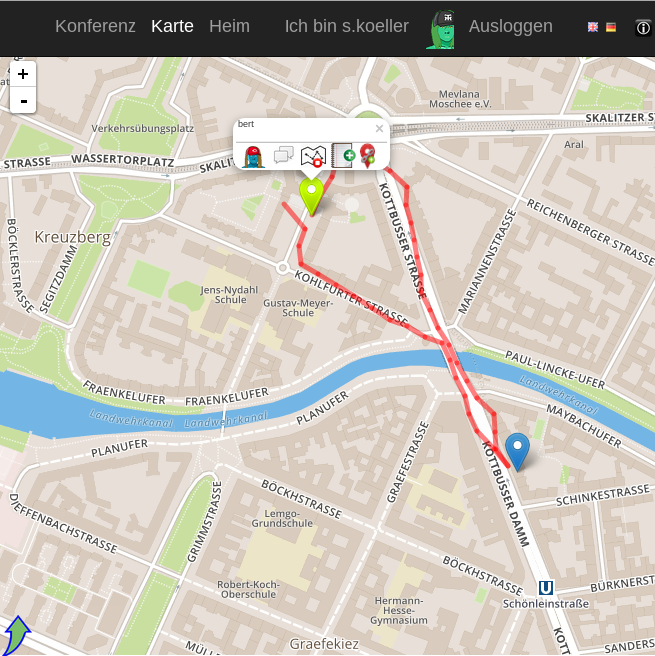 Konferenz Karte Heim Ich bin s.koeller Ausloggen
+
-
bert
×
Mevlana
Moschee e.V.
Verkehrsübungsplatz
SKALITZER S
STRASSE
WASSERTORPLATZ
SKALI
Aral
REICHENBERGER STRASSE
KOTTBUSSER STRASSE
MARIANNENSTRASSE
BÖCKLERSTRASSE
Kreuzberg
SEGITZDAMM
Jens-Nydahl
Schule
Gustav-Meyer-
Schule
KOHLFURTER STRASSE
PAUL-LINCKE-UFER
Landwehrkanal
MAYBACHUFER
FRAENKELUFER
FRAENKELUFER
Landwehrkanal
Landwehrkanal
PLANUFER
PLANUFER
GRAEFESTRASSE
KOTTBUSSER DAMM
SCHINKESTRASSE
DIEFFENBACHSTRASSE
GRIMMSTRASSE
BÖCKHSTRASSE
Lemgo-
Grundschule
BÖCKHSTRASSE
Robert-Koch-
Oberschule
Hermann-
Hesse-
Gymnasium
U
Schönleinstraße
BÜRKNERST
Graefekiez
MÜLL
KOTT
SANDERS